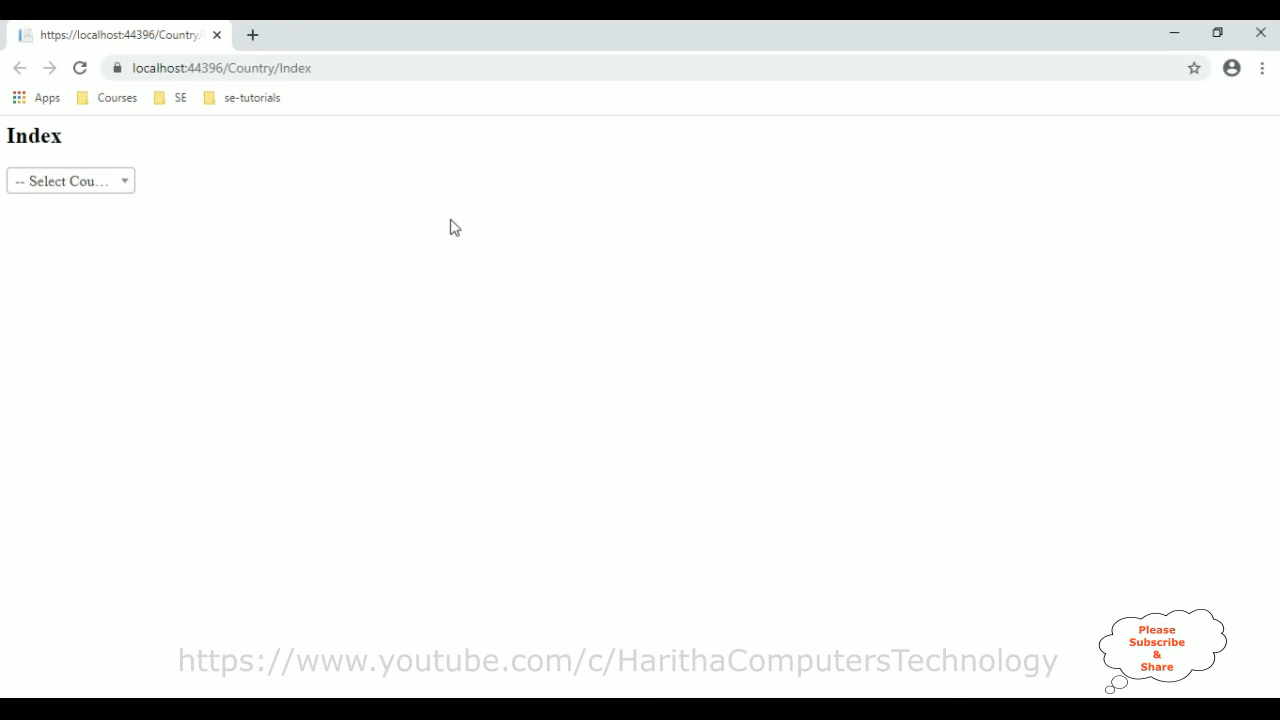 https://localhost:44396/Country/
localhost:44396/Country/Index
Apps
Courses
SE
se-tutorials
Index
-- Select Cou...
Please
Subscribe
&
Share
https://www.youtube.com/c/HarithaComputersTechnology